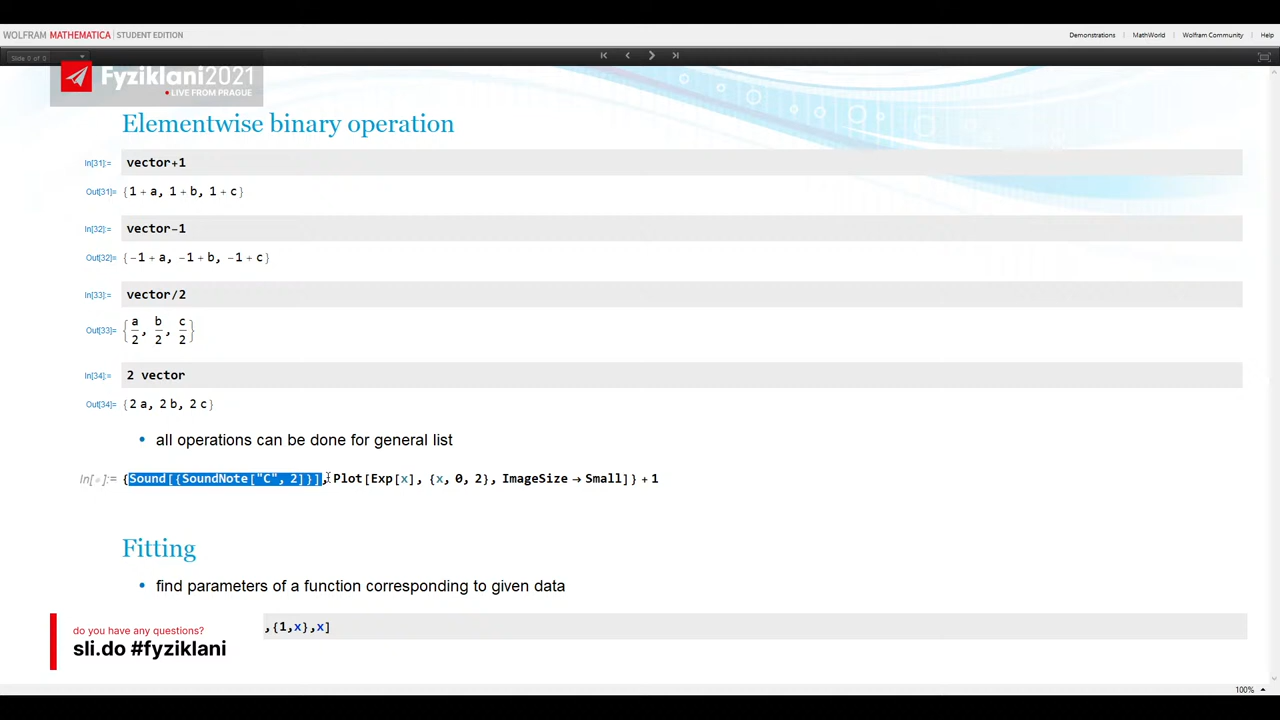 WOLFRAM MATHEMATICA | STUDENT EDITION
Demonstrations | MathWorld | Wolfram Community | Help
Slide 0 of 0
Fyziklani2021
• LIVE FROM PRAGUE
Elementwise binary operation
In[31]:= vector+1
Out[31]= {1 + a, 1 + b, 1 + c}
In[32]:= vector-1
Out[32]= {-1 + a, -1 + b, -1 + c}
In[33]:= vector/2
Out[33]= {a/2, b/2, c/2}
In[34]:= 2 vector
Out[34]= {2 a, 2 b, 2 c}
• all operations can be done for general list
In[∘]:= {Sound[{SoundNote["C", 2]}], Plot[Exp[x], {x, 0, 2}, ImageSize → Small]} + 1
Fitting
• find parameters of a function corresponding to given data
do you have any questions?
,{1,x},x]
sli.do #fyziklani
100%